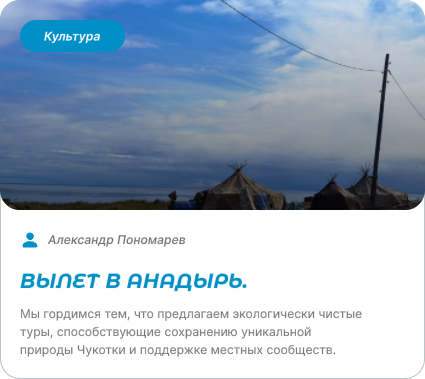 Культура
Александр Пономарев
ВЫЛЕТ В АНАДЫРЬ.
Мы гордимся тем, что предлагаем экологически чистые
туры, способствующие сохранению уникальной
природы Чукотки и поддержке местных сообществ.